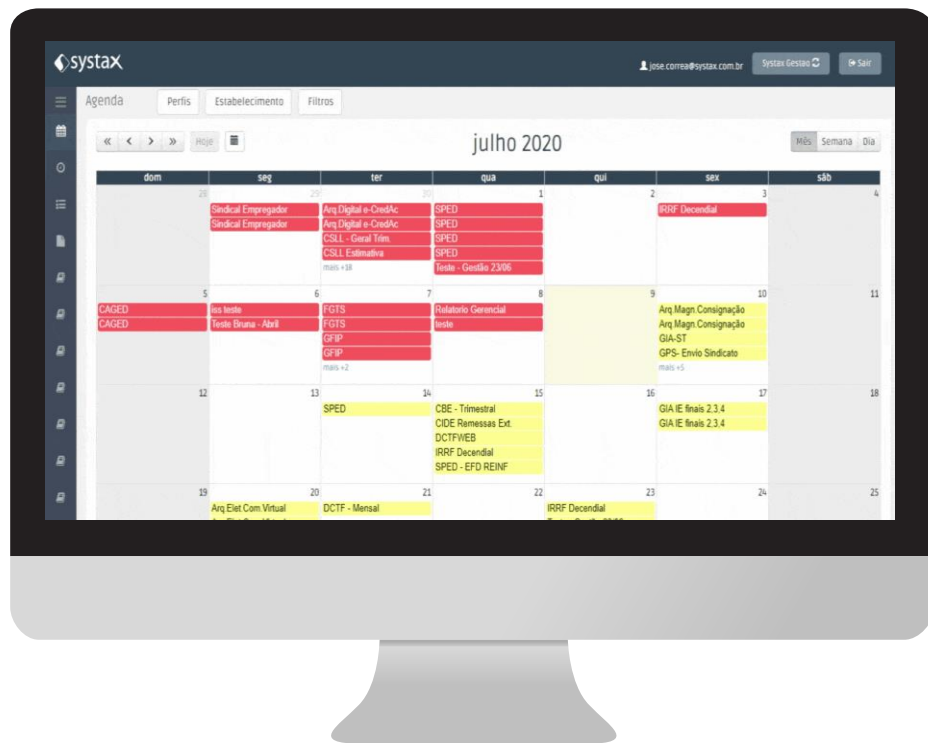 systax
jose.correa@systax.com.br Systax Gestao Sair
Agenda Perfis Estabelecimento Filtros
« < > » Hoje julho 2020 Mês Semana Dia
dom seg ter qua qui sex sáb
28 29 30 1 2 3 4
Sindical Empregador Arq.Digital e-CredAc SPED IRRF Decendial
Sindical Empregador Arq.Digital e-CredAc SPED
CSLL - Geral Trim. SPED
CSLL Estimativa SPED
mais +18 Teste - Gestão 23/06
5 6 7 8 9 10 11
CAGED iss teste FGTS Relatorio Gerencial Arq.Magn.Consignação
CAGED Teste Bruna - Abril FGTS teste Arq.Magn.Consignação
GFIP GIA-ST
GFIP GPS- Envio Sindicato
mais +2 mais +5
12 13 14 15 16 17 18
SPED CBE - Trimestral GIA IE finais 2,3,4
CIDE Remessas Ext. GIA IE finais 2,3,4
DCTFWEB
IRRF Decendial
SPED - EFD REINF
19 20 21 22 23 24 25
Arq.Elet.Com.Virtual DCTF - Mensal IRRF Decendial